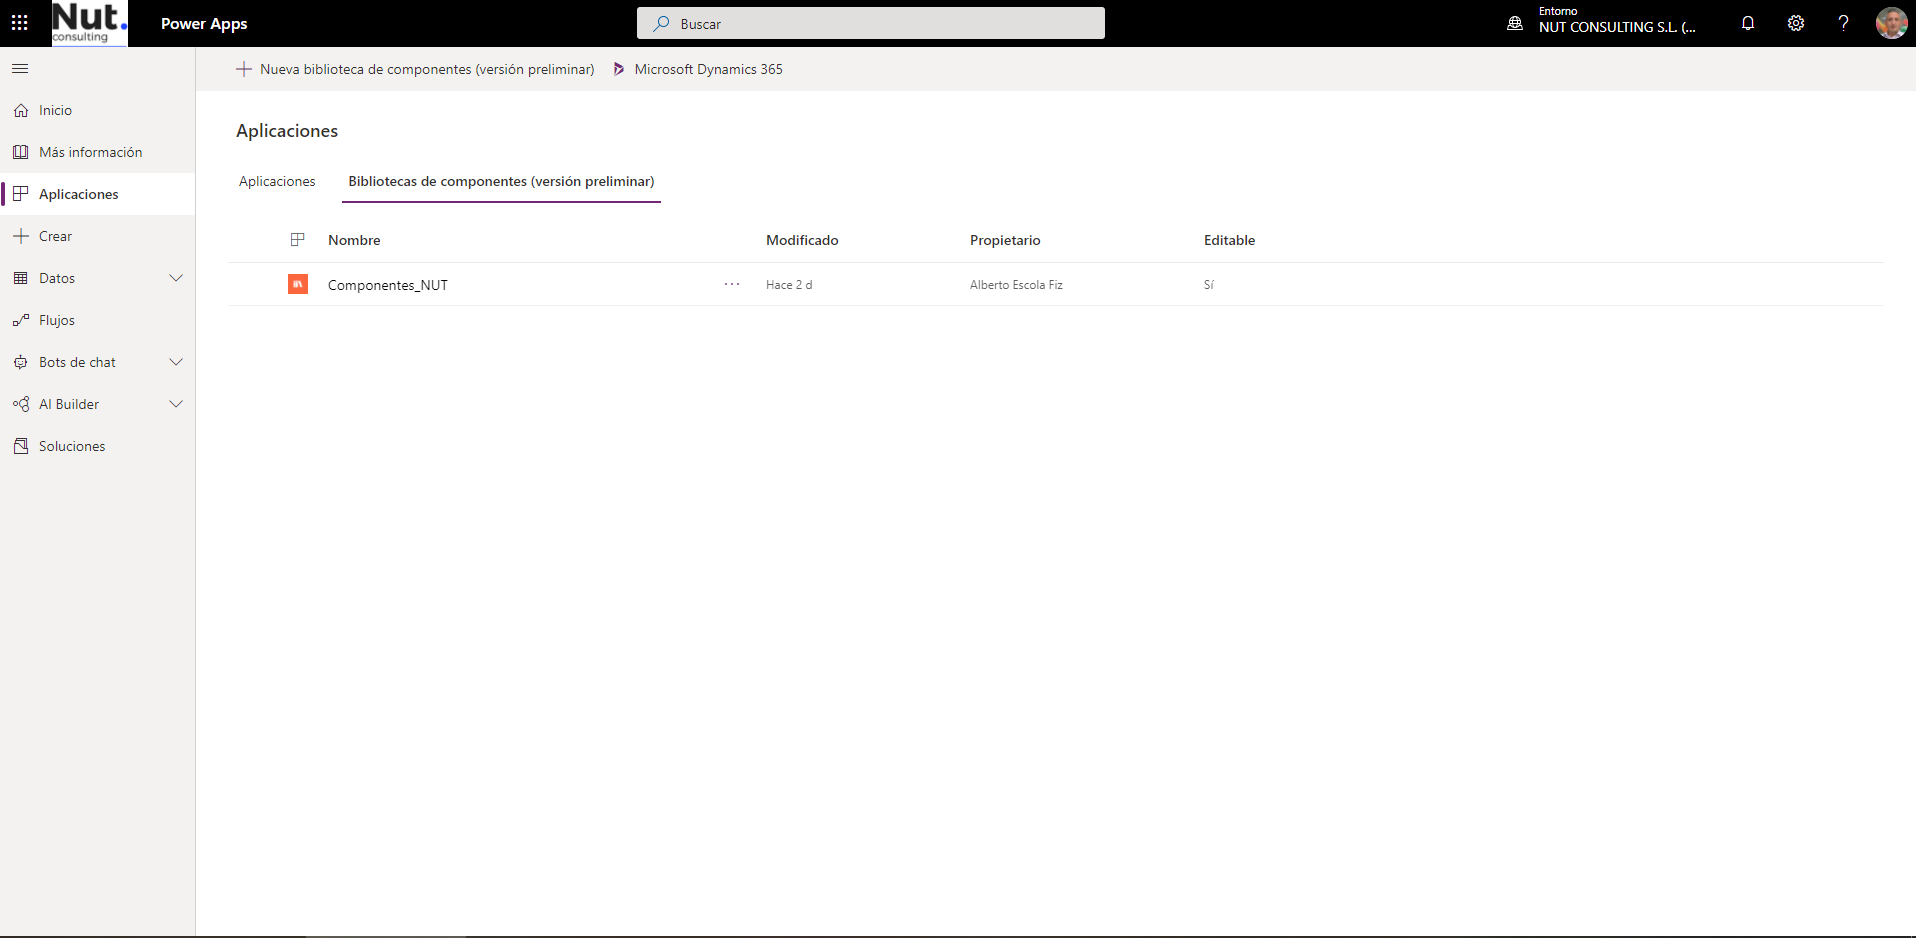 Nut.
consulting
Power Apps
Buscar
Entorno
NUT CONSULTING S.L. (...
Nueva biblioteca de componentes (versión preliminar)
Microsoft Dynamics 365
Inicio
Más información
Aplicaciones
Crear
Datos
Flujos
Bots de chat
AI Builder
Soluciones
Aplicaciones
Aplicaciones
Bibliotecas de componentes (versión preliminar)
Nombre Modificado Propietario Editable
Componentes_NUT ... Hace 2 d Alberto Escola Fiz Sí